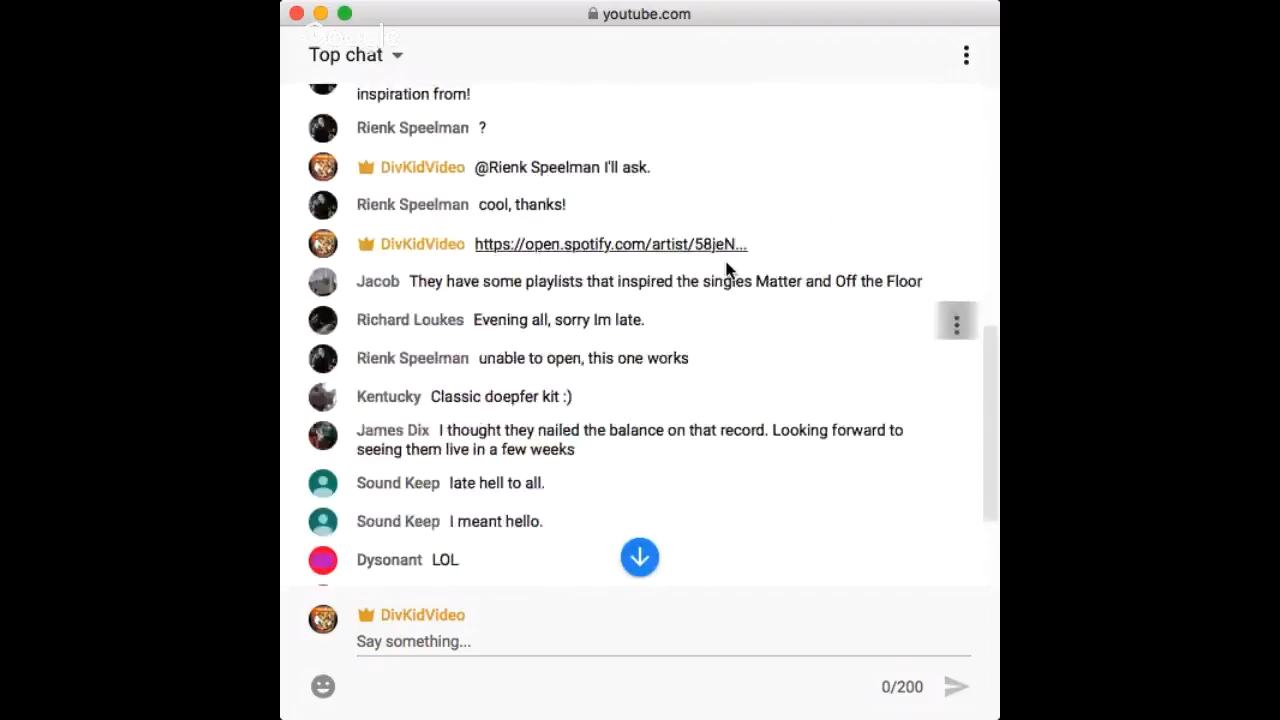 youtube.com
Google
Top chat
inspiration from!
Rienk Speelman ?
DivKidVideo @Rienk Speelman I'll ask.
Rienk Speelman cool, thanks!
DivKidVideo https://open.spotify.com/artist/58jeN...
Jacob They have some playlists that inspired the singles Matter and Off the Floor
Richard Loukes Evening all, sorry Im late.
Rienk Speelman unable to open, this one works
Kentucky Classic doepfer kit :)
James Dix I thought they nailed the balance on that record. Looking forward to
seeing them live in a few weeks
Sound Keep late hell to all.
Sound Keep I meant hello.
Dysonant LOL
DivKidVideo
Say something...
0/200